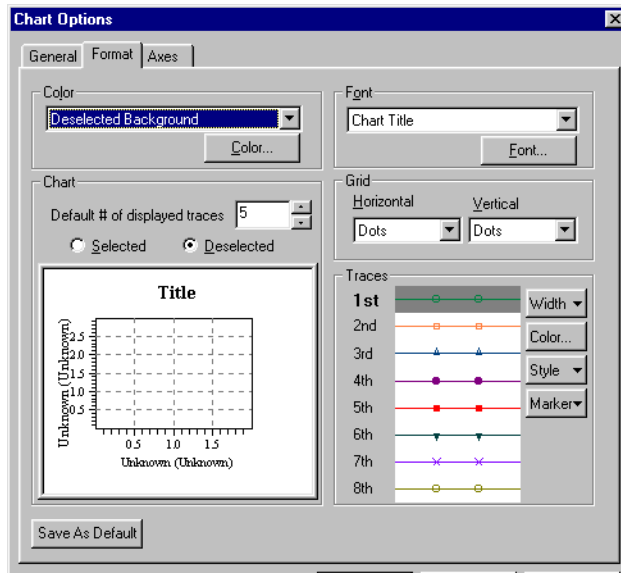 Chart Options
General Format Axes
Color
Deselected Background
Color...
Font
Chart Title
Font...
Chart
Default # of displayed traces 5
Selected Deselected
Title
2.5
2.0
1.5
1.0
0.5
Unknown (Unknown)
0.5 1.0 1.5
Unknown (Unknown)
Grid
Horizontal Vertical
Dots Dots
Traces
1st
2nd
3rd
4th
5th
6th
7th
8th
Width
Color...
Style
Marker
Save As Default